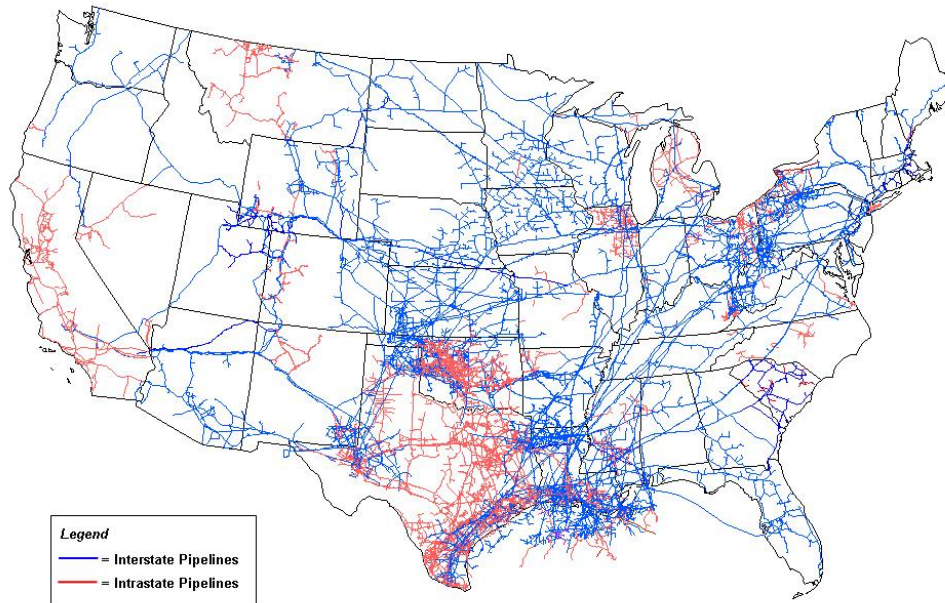 Legend
= Interstate Pipelines
= Intrastate Pipelines